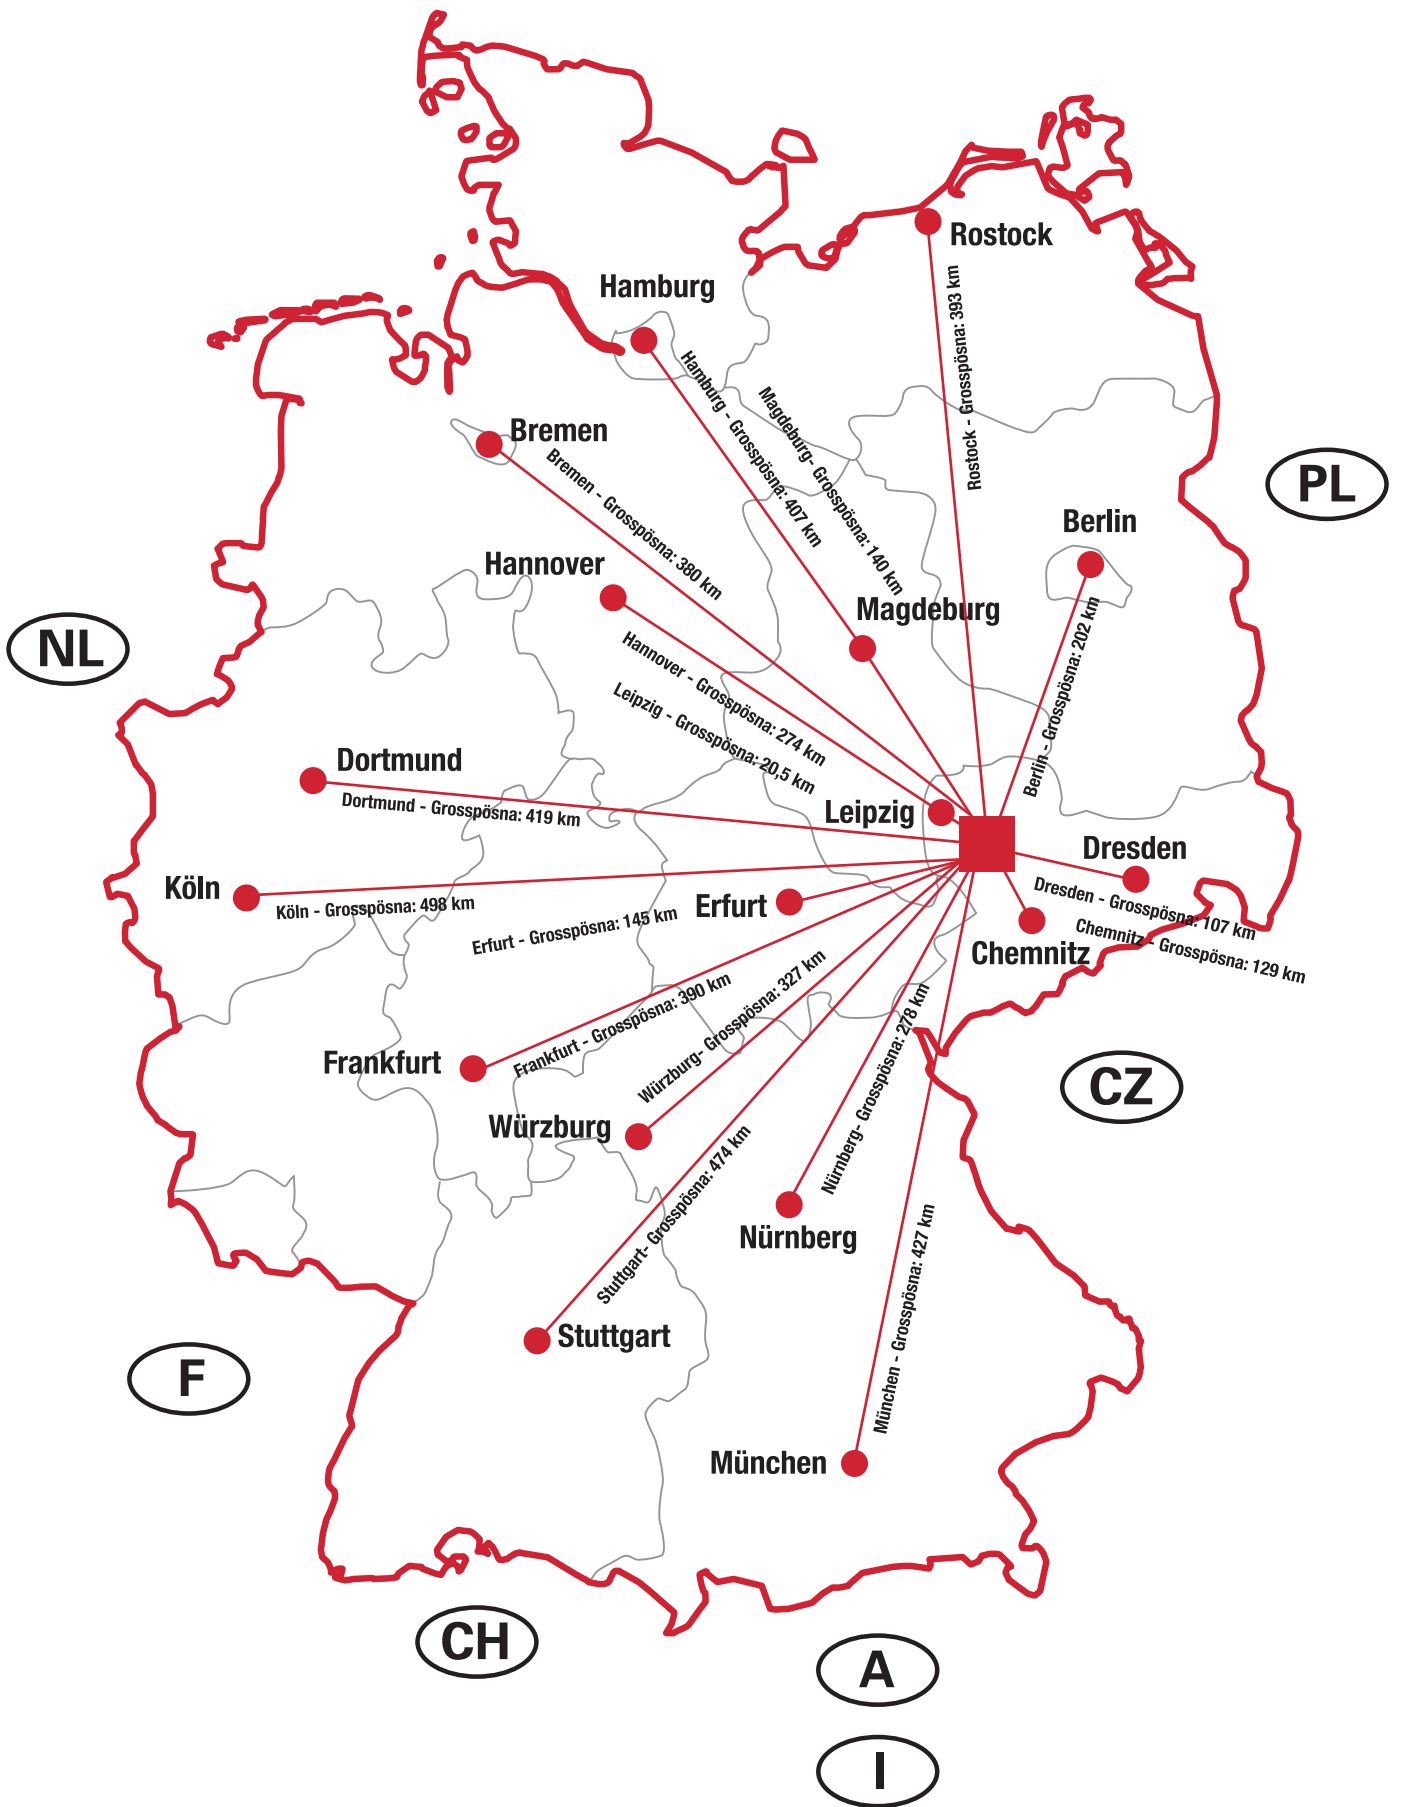 Rostock
Rostock - Grosspösna: 393 km
Hamburg
Hamburg - Grosspösna: 407 km
Magdeburg- Grosspösna: 140 km
Bremen
Bremen - Grosspösna: 380 km
PL
Berlin
Berlin - Grosspösna: 202 km
Hannover
Hannover - Grosspösna: 274 km
Magdeburg
NL
Leipzig - Grosspösna: 20,5 km
Dortmund
Dortmund - Grosspösna: 419 km
Leipzig
Dresden
Dresden - Grosspösna: 107 km
Köln
Köln - Grosspösna: 498 km
Erfurt
Erfurt - Grosspösna: 145 km
Chemnitz
Chemnitz - Grosspösna: 129 km
Frankfurt
Frankfurt - Grosspösna: 390 km
Würzburg- Grosspösna: 327 km
Nürnberg- Grosspösna: 278 km
CZ
Würzburg
Stuttgart- Grosspösna: 474 km
Nürnberg
München - Grosspösna: 427 km
Stuttgart
F
München
CH
A
I